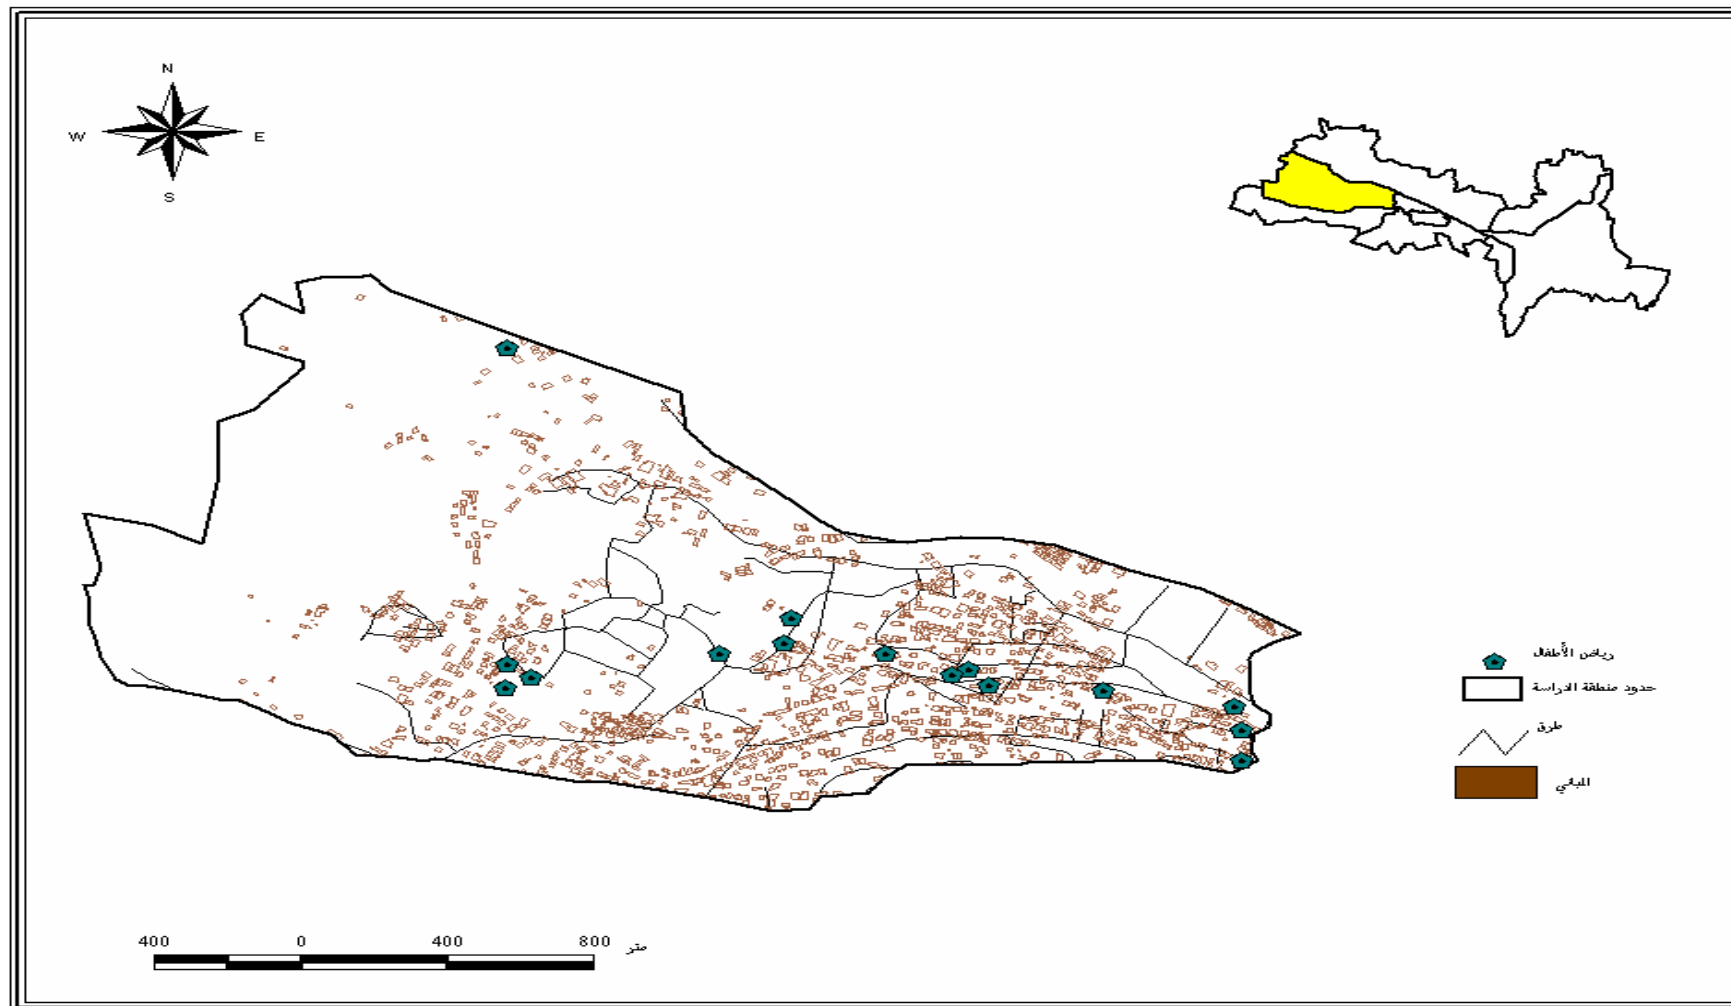 N
W E
S
رياض الأطفال
حدود منطقة الدراسة
طرق
المباني
400 0 400 800 متر